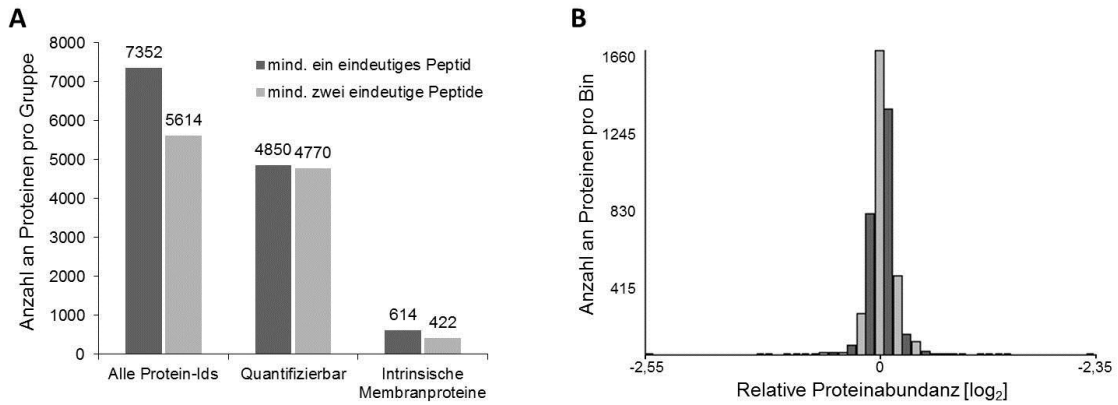 A
Anzahl an Proteinen pro Gruppe
8000
7000
6000
5000
4000
3000
2000
1000
0
7352
5614
4850
4770
614
422
mind. ein eindeutiges Peptid
mind. zwei eindeutige Peptide
Alle Protein-Ids
Quantifizierbar
Intrinsische
Membranproteine
B
Anzahl an Proteinen pro Bin
1660
1245
830
415
-2,55
0
-2,35
Relative Proteinabundanz [log₂]